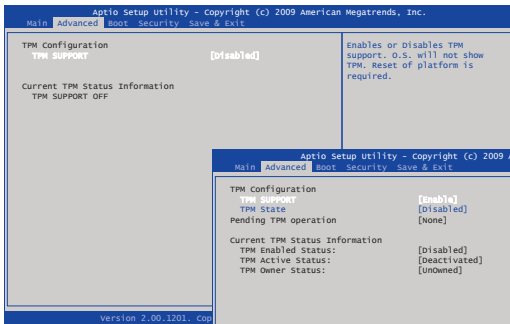 Aptio Setup Utility - Copyright (c) 2009 American Megatrends, Inc.
Main Advanced Boot Security Save & Exit
TPM Configuration
TPM SUPPORT [Disabled]
Current TPM Status Information
TPM SUPPORT OFF
Enables or Disables TPM
support. O.S. will not show
TPM. Reset of platform is
required.
Version 2.00.1201. Cop
Aptio Setup Utility - Copyright (c) 2009 A
Main Advanced Boot Security Save & Exit
TPM Configuration
TPM SUPPORT [Enable]
TPM State [Disabled]
Pending TPM operation [None]
Current TPM Status Information
TPM Enabled Status: [Disabled]
TPM Active Status: [Deactivated]
TPM Owner Status: [UnOwned]